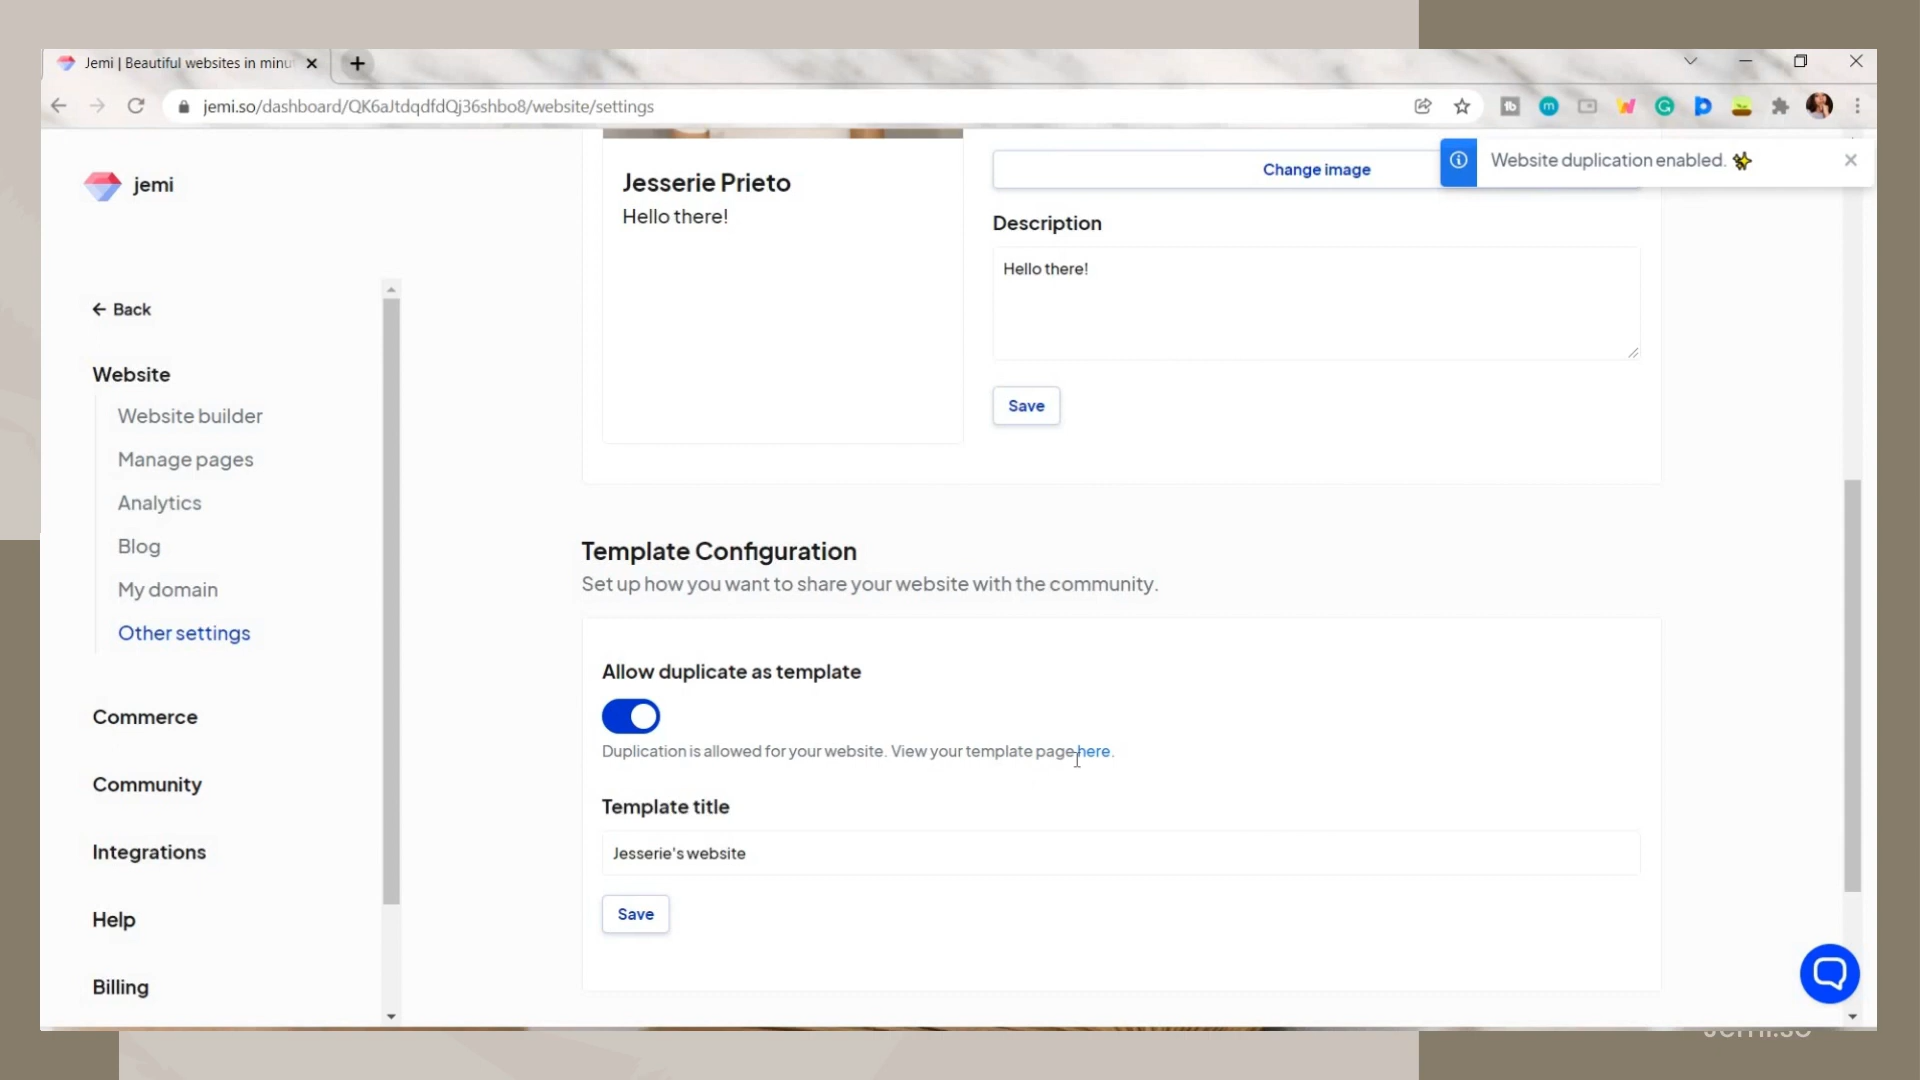 Jemi | Beautiful websites in minu
jemi.so/dashboard/QK6aJtdqdfdQj36shbo8/website/settings
jemi
Back
Website
Website builder
Manage pages
Analytics
Blog
My domain
Other settings
Commerce
Community
Integrations
Help
Billing
Jesserie Prieto
Hello there!
Change image
Website duplication enabled. ✨
Description
Hello there!
Save
Template Configuration
Set up how you want to share your website with the community.
Allow duplicate as template
Duplication is allowed for your website. View your template page here.
Template title
Jesserie's website
Save